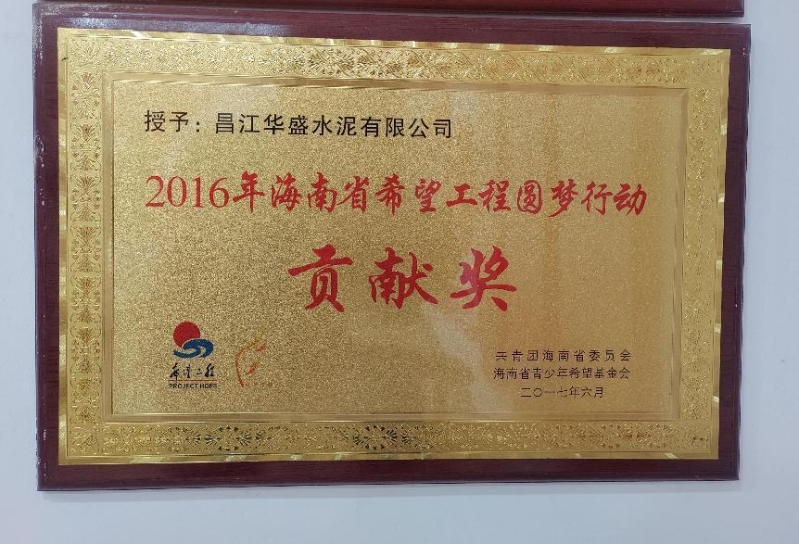 授予：昌江华盛水泥有限公司
2016年海南省希望工程圆梦行动
贡献奖
希望工程
PROJECT HOPE
共青团海南省委员会
海南省青少年希望基金会
二〇一七年六月